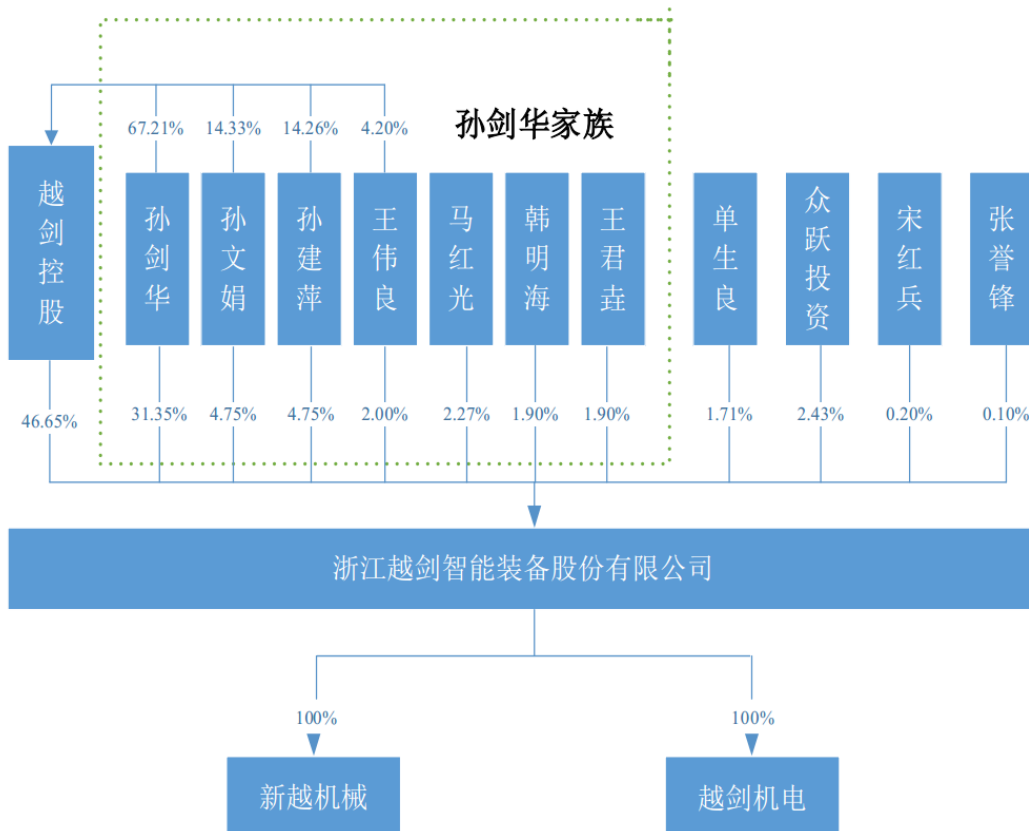 67.21%
14.33%
14.26%
4.20%
孙剑华家族
越剑控股
孙剑华
孙文娟
孙建萍
王伟良
马红光
韩明海
王君垚
单生良
众跃投资
宋红兵
张誉锋
46.65%
31.35%
4.75%
4.75%
2.00%
2.27%
1.90%
1.90%
1.71%
2.43%
0.20%
0.10%
浙江越剑智能装备股份有限公司
100%
100%
新越机械
越剑机电